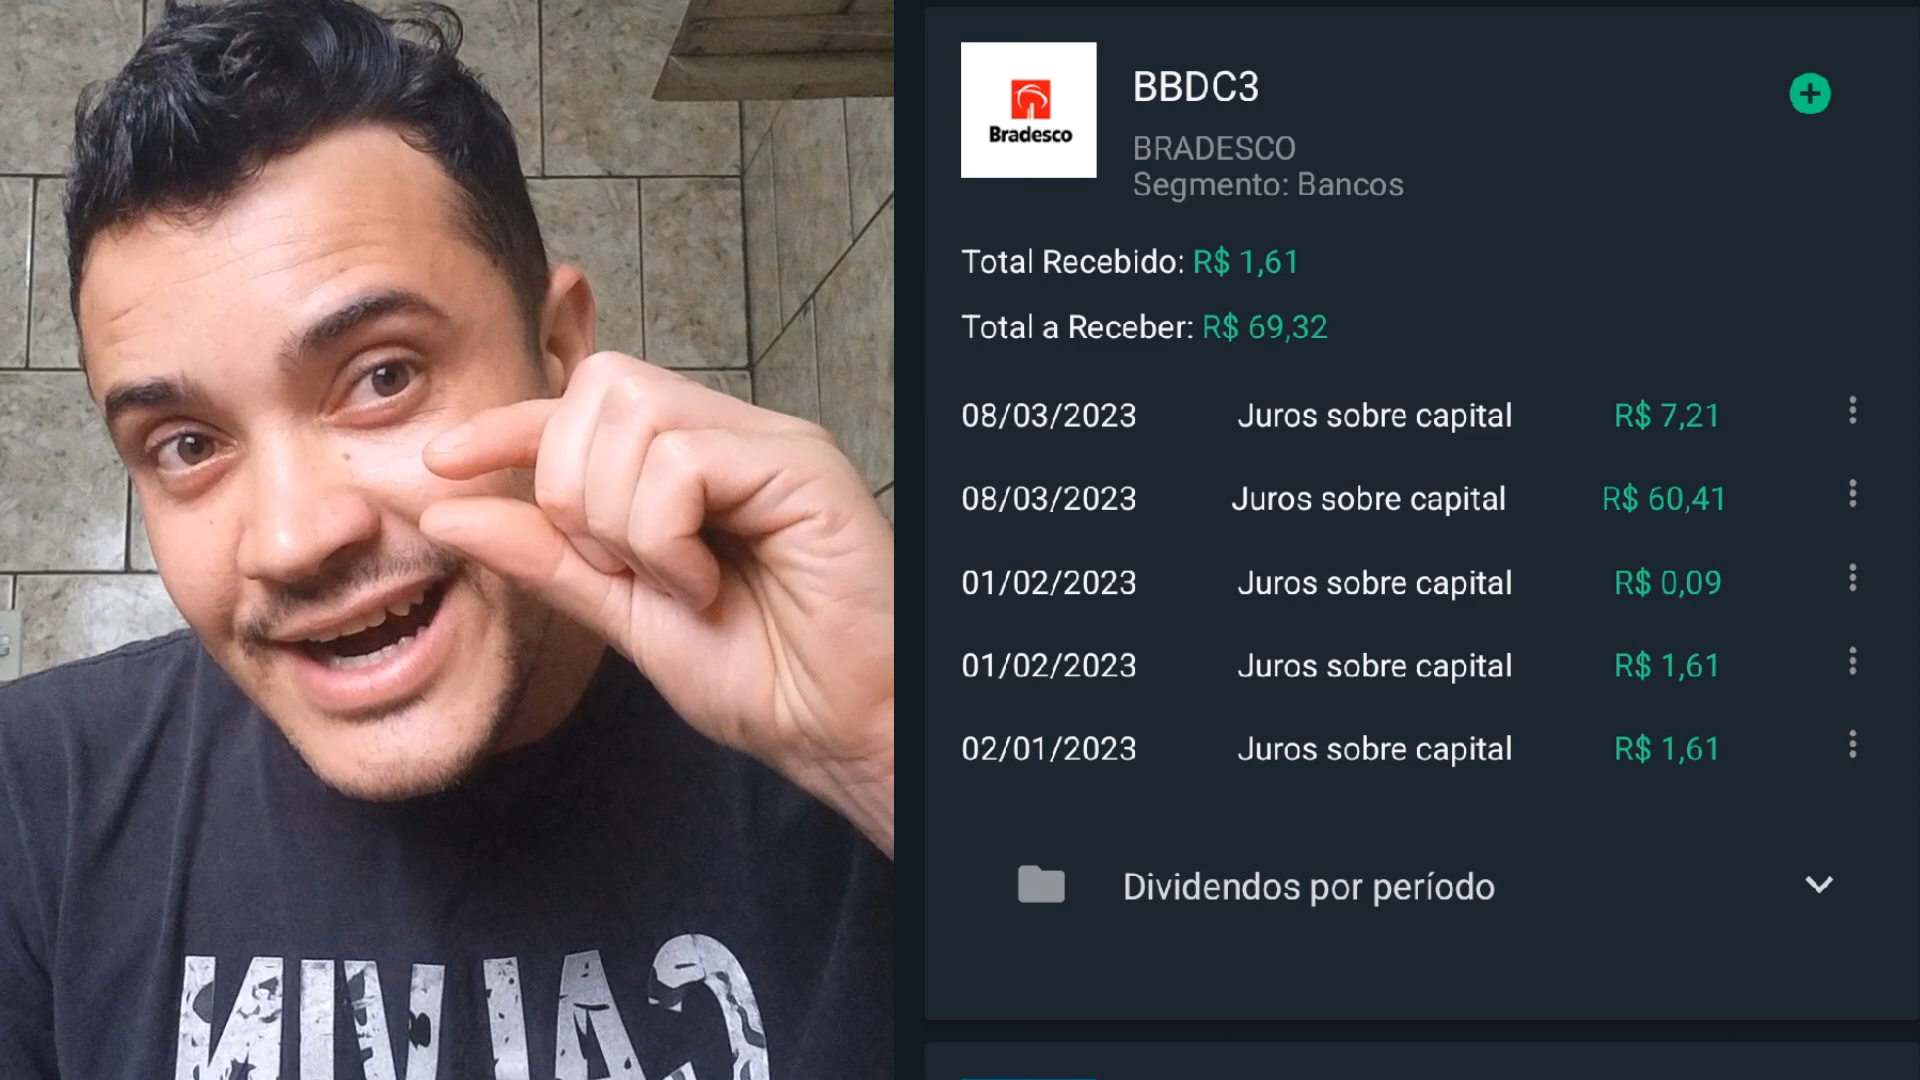 Bradesco
BBDC3
BRADESCO
Segmento: Bancos
Total Recebido: R$ 1,61
Total a Receber: R$ 69,32
08/03/2023 Juros sobre capital R$ 7,21
08/03/2023 Juros sobre capital R$ 60,41
01/02/2023 Juros sobre capital R$ 0,09
01/02/2023 Juros sobre capital R$ 1,61
02/01/2023 Juros sobre capital R$ 1,61
Dividendos por período
CALVIN